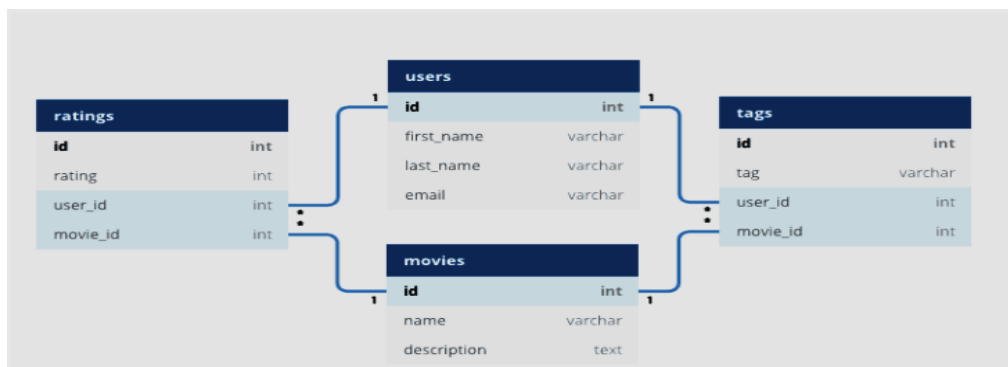 ratings
id int
rating int
user_id int
movie_id int
users
1 1
id int
first_name varchar
last_name varchar
email varchar
movies
1 1
id int
name varchar
description text
tags
id int
tag varchar
user_id int
movie_id int